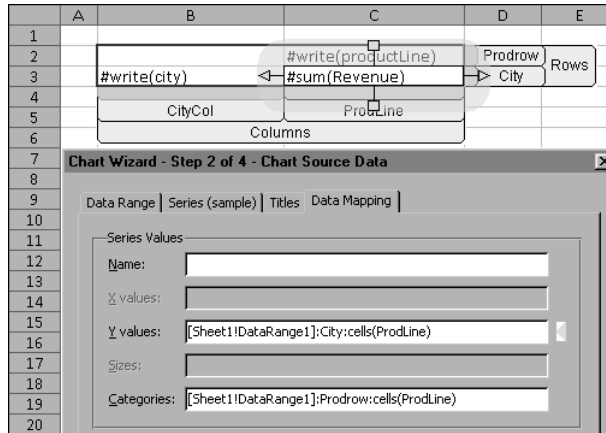 A B C D E
1
2 #write(productLine) Prodrow Rows
3 #write(city) #sum(Revenue) City
4
5 CityCol ProdLine
6 Columns
7 Chart Wizard - Step 2 of 4 - Chart Source Data x
8
9 Data Range Series (sample) Titles Data Mapping
10
11 Series Values
12 Name:
13
14 X values:
15 Y values: [Sheet1!DataRange1]:City:cells(ProdLine)
16
17 Sizes:
18
19 Categories: [Sheet1!DataRange1]:Prodrow:cells(ProdLine)
20